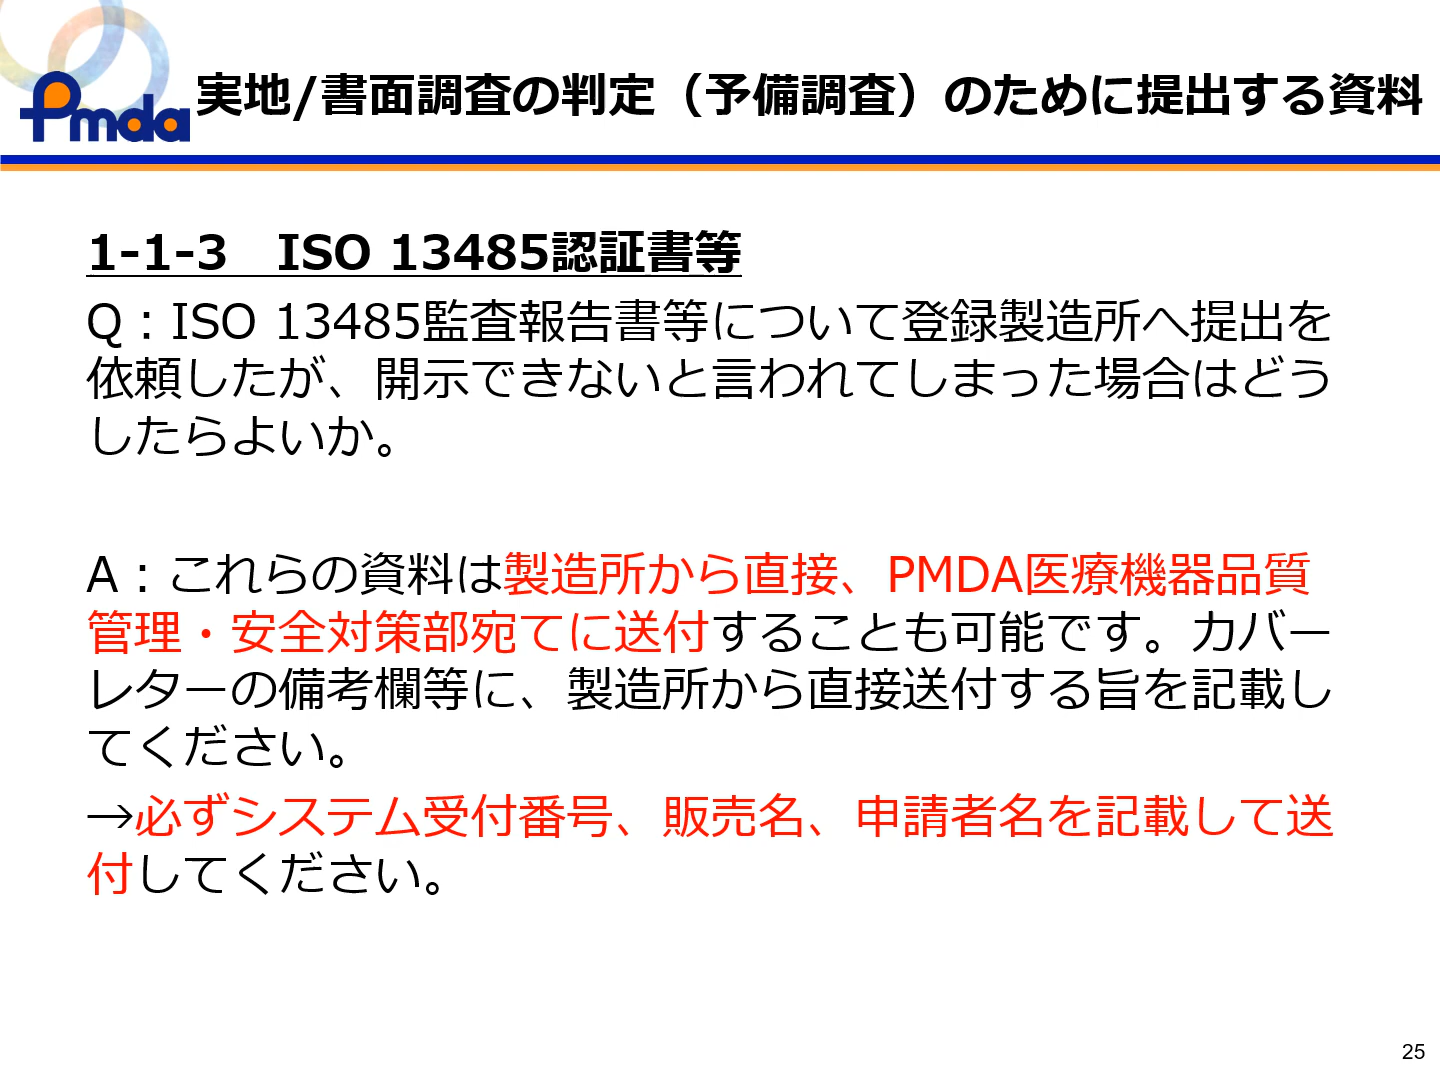 Pmda
実地/書面調査の判定（予備調査）のために提出する資料
1-1-3　ISO 13485認証書等
Q：ISO 13485監査報告書等について登録製造所へ提出を
依頼したが、開示できないと言われてしまった場合はどう
したらよいか。
A：これらの資料は製造所から直接、PMDA医療機器品質
管理・安全対策部宛てに送付することも可能です。カバー
レターの備考欄等に、製造所から直接送付する旨を記載し
てください。
→必ずシステム受付番号、販売名、申請者名を記載して送
付してください。
25